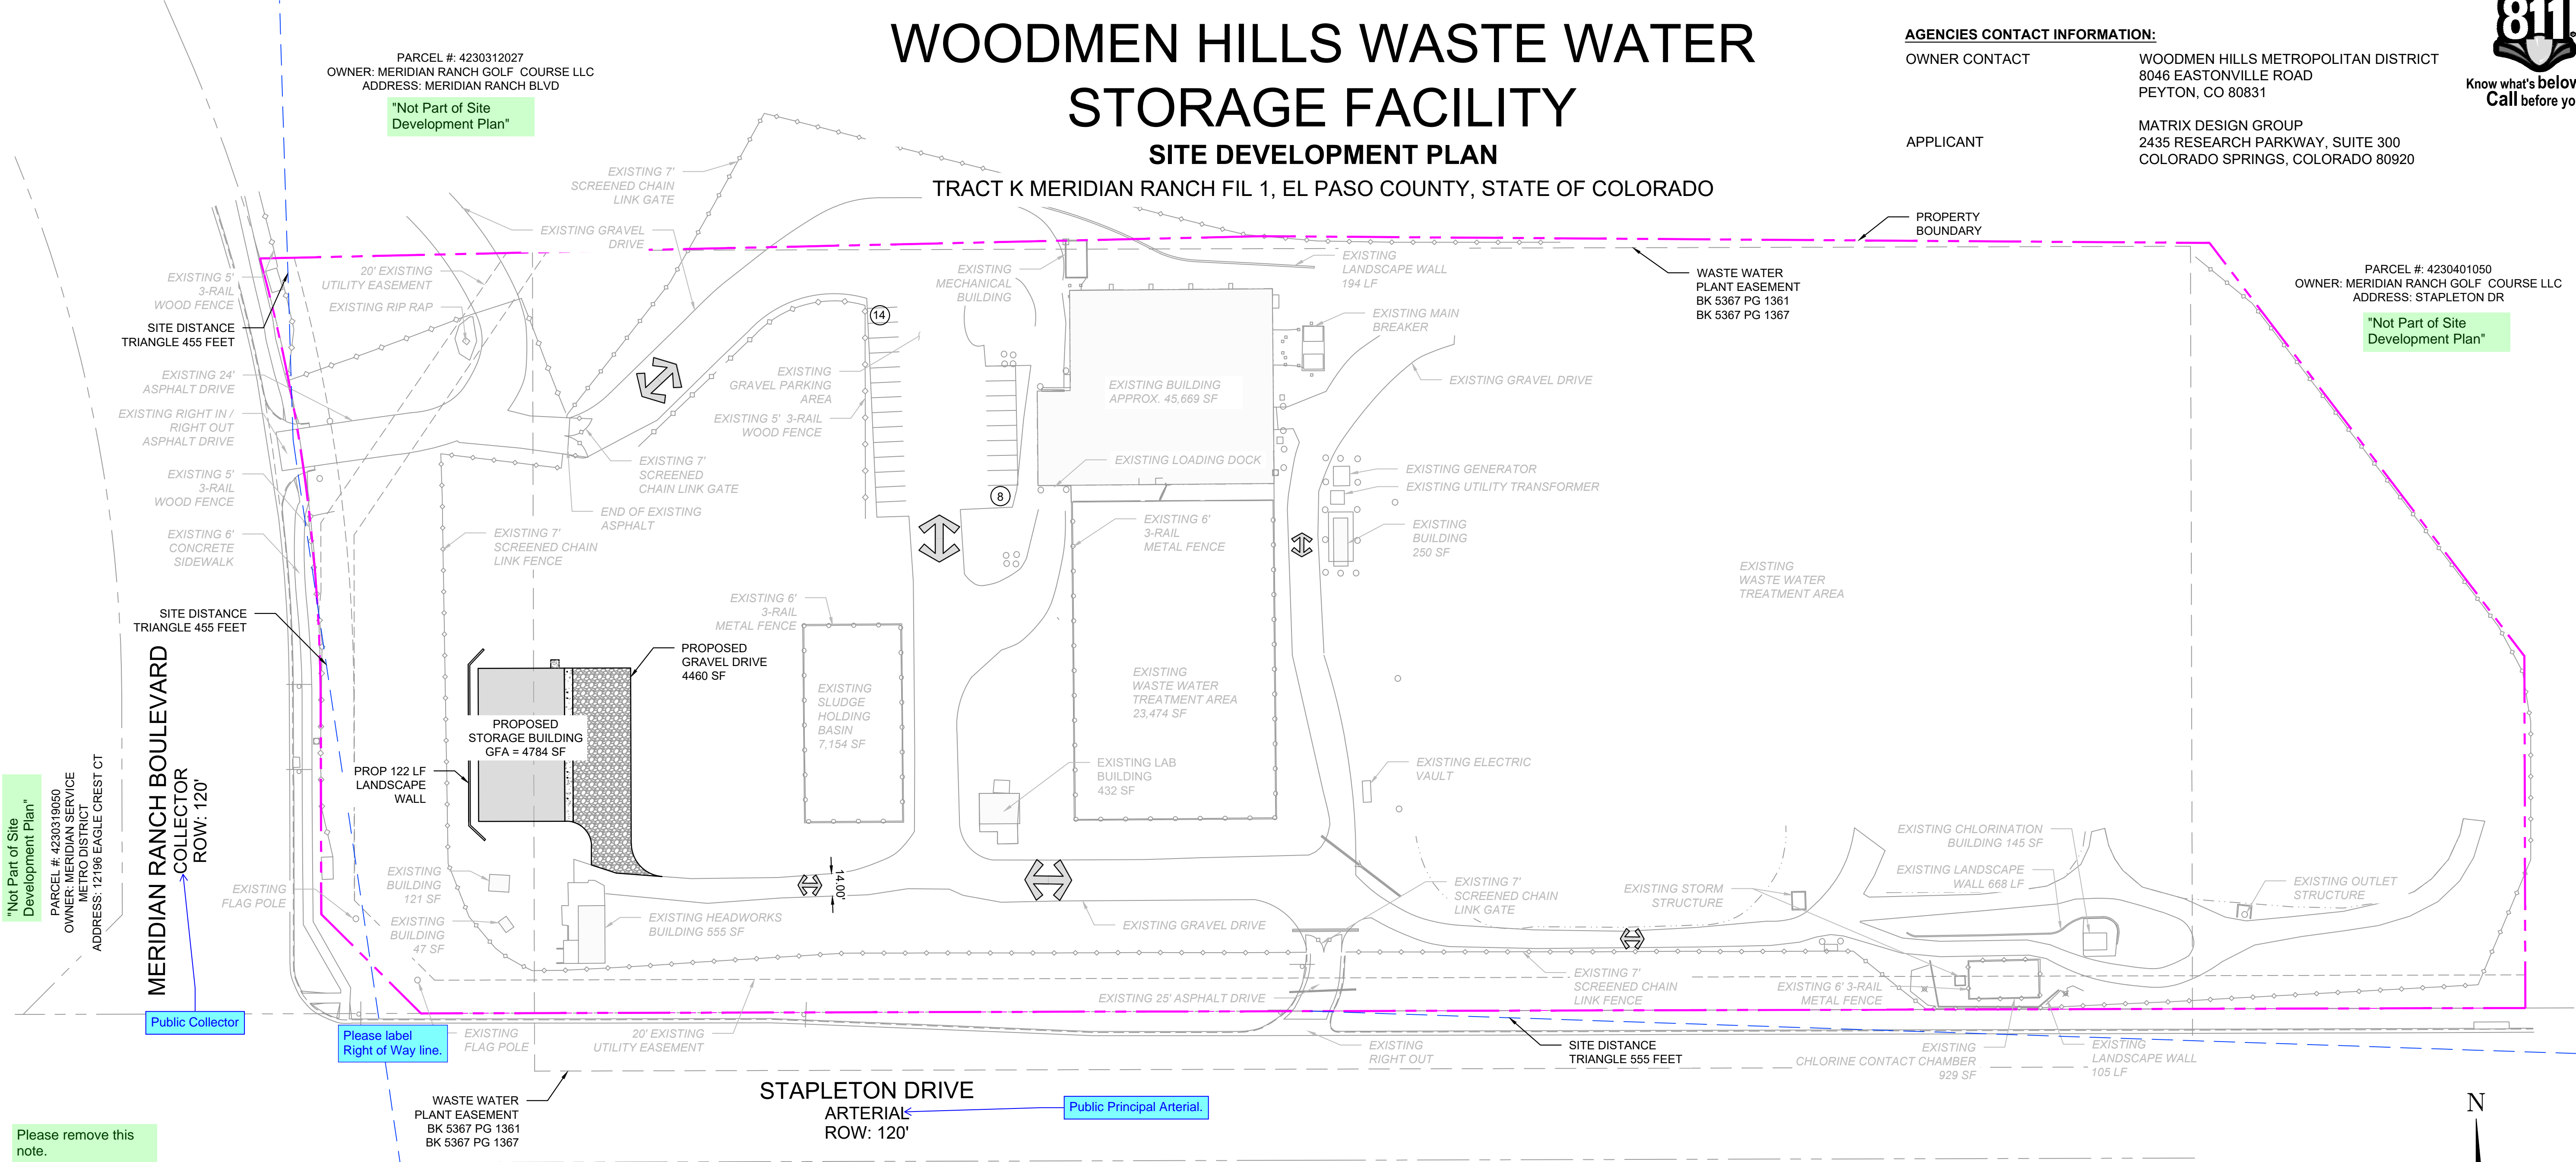 WOODMEN HILLS WASTE WATER
STORAGE FACILITY
SITE DEVELOPMENT PLAN
TRACT K MERIDIAN RANCH FIL 1, EL PASO COUNTY, STATE OF COLORADO
AGENCIES CONTACT INFORMATION:
OWNER CONTACT
WOODMEN HILLS METROPOLITAN DISTRICT
8046 EASTONVILLE ROAD
PEYTON, CO 80831
APPLICANT
MATRIX DESIGN GROUP
2435 RESEARCH PARKWAY, SUITE 300
COLORADO SPRINGS, COLORADO 80920
811
Know what's below
Call before yo
PARCEL #: 4230312027
OWNER: MERIDIAN RANCH GOLF COURSE LLC
ADDRESS: MERIDIAN RANCH BLVD
"Not Part of Site
Development Plan"
EXISTING 7'
SCREENED CHAIN
LINK GATE
EXISTING GRAVEL
DRIVE
PROPERTY
BOUNDARY
EXISTING 5'
3-RAIL
WOOD FENCE
20' EXISTING
UTILITY EASEMENT
EXISTING RIP RAP
EXISTING
MECHANICAL
BUILDING
EXISTING
LANDSCAPE WALL
194 LF
WASTE WATER
PLANT EASEMENT
BK 5367 PG 1361
BK 5367 PG 1367
PARCEL #: 4230401050
OWNER: MERIDIAN RANCH GOLF COURSE LLC
ADDRESS: STAPLETON DR
"Not Part of Site
Development Plan"
SITE DISTANCE
TRIANGLE 455 FEET
14
EXISTING MAIN
BREAKER
EXISTING 24'
ASPHALT DRIVE
EXISTING
GRAVEL PARKING
AREA
EXISTING BUILDING
APPROX. 45,669 SF
EXISTING GRAVEL DRIVE
EXISTING RIGHT IN /
RIGHT OUT
ASPHALT DRIVE
EXISTING 5' 3-RAIL
WOOD FENCE
EXISTING 5'
3-RAIL
WOOD FENCE
EXISTING 7'
SCREENED
CHAIN LINK GATE
EXISTING LOADING DOCK
EXISTING GENERATOR
EXISTING UTILITY TRANSFORMER
8
END OF EXISTING
ASPHALT
EXISTING 6'
CONCRETE
SIDEWALK
EXISTING 7'
SCREENED CHAIN
LINK FENCE
EXISTING 6'
3-RAIL
METAL FENCE
EXISTING
BUILDING
250 SF
EXISTING
WASTE WATER
TREATMENT AREA
EXISTING 6'
3-RAIL
METAL FENCE
SITE DISTANCE
TRIANGLE 455 FEET
PROPOSED
GRAVEL DRIVE
4460 SF
EXISTING
SLUDGE
HOLDING
BASIN
7,154 SF
EXISTING
WASTE WATER
TREATMENT AREA
23,474 SF
PROPOSED
STORAGE BUILDING
GFA = 4784 SF
PROP 122 LF
LANDSCAPE
WALL
EXISTING LAB
BUILDING
432 SF
EXISTING ELECTRIC
VAULT
"Not Part of Site
Development Plan"
PARCEL #: 4230319050
OWNER: MERIDIAN SERVICE
METRO DISTRICT
ADDRESS: 12196 EAGLE CREST CT
MERIDIAN RANCH BOULEVARD
COLLECTOR
ROW: 120'
EXISTING
FLAG POLE
EXISTING
BUILDING
121 SF
EXISTING
BUILDING
47 SF
EXISTING HEADWORKS
BUILDING 555 SF
14.00'
EXISTING GRAVEL DRIVE
EXISTING 7'
SCREENED CHAIN
LINK GATE
EXISTING STORM
STRUCTURE
EXISTING CHLORINATION
BUILDING 145 SF
EXISTING LANDSCAPE
WALL 668 LF
EXISTING OUTLET
STRUCTURE
EXISTING 25' ASPHALT DRIVE
EXISTING 7'
SCREENED CHAIN
LINK FENCE
EXISTING 6' 3-RAIL
METAL FENCE
Public Collector
Please label
Right of Way line.
EXISTING
FLAG POLE
20' EXISTING
UTILITY EASEMENT
EXISTING
RIGHT OUT
SITE DISTANCE
TRIANGLE 555 FEET
EXISTING
CHLORINE CONTACT CHAMBER
929 SF
EXISTING
LANDSCAPE WALL
105 LF
WASTE WATER
PLANT EASEMENT
BK 5367 PG 1361
BK 5367 PG 1367
STAPLETON DRIVE
ARTERIAL
ROW: 120'
Public Principal Arterial.
Please remove this
note.
N